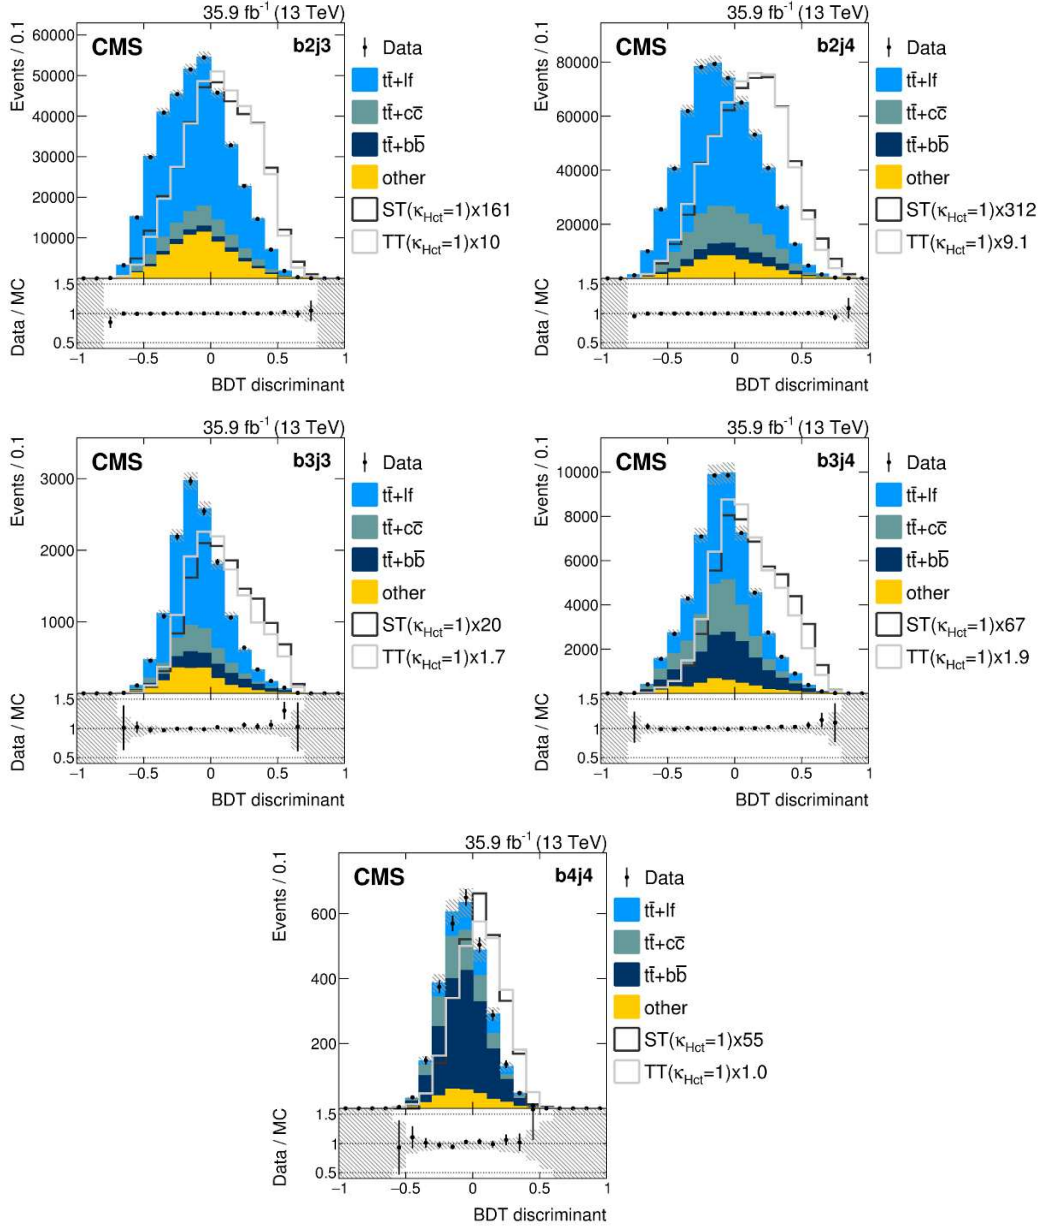 35.9 fb⁻¹ (13 TeV)
Events / 0.1
60000
50000
40000
30000
20000
10000
CMS
b2j3
Data
tt̄+lf
tt̄+cc̄
tt̄+bb̄
other
ST(κHct=1)x161
TT(κHct=1)x10
Data / MC
1.5
1
0.5
−1 −0.5 0 0.5 1
BDT discriminant
35.9 fb⁻¹ (13 TeV)
Events / 0.1
80000
60000
40000
20000
CMS
b2j4
Data
tt̄+lf
tt̄+cc̄
tt̄+bb̄
other
ST(κHct=1)x312
TT(κHct=1)x9.1
Data / MC
1.5
1
0.5
−1 −0.5 0 0.5 1
BDT discriminant
35.9 fb⁻¹ (13 TeV)
Events / 0.1
3000
2000
1000
CMS
b3j3
Data
tt̄+lf
tt̄+cc̄
tt̄+bb̄
other
ST(κHct=1)x20
TT(κHct=1)x1.7
Data / MC
1.5
1
0.5
−1 −0.5 0 0.5 1
BDT discriminant
35.9 fb⁻¹ (13 TeV)
Events / 0.1
10000
8000
6000
4000
2000
CMS
b3j4
Data
tt̄+lf
tt̄+cc̄
tt̄+bb̄
other
ST(κHct=1)x67
TT(κHct=1)x1.9
Data / MC
1.5
1
0.5
−1 −0.5 0 0.5 1
BDT discriminant
35.9 fb⁻¹ (13 TeV)
Events / 0.1
600
400
200
CMS
b4j4
Data
tt̄+lf
tt̄+cc̄
tt̄+bb̄
other
ST(κHct=1)x55
TT(κHct=1)x1.0
Data / MC
1.5
1
0.5
−1 −0.5 0 0.5 1
BDT discriminant